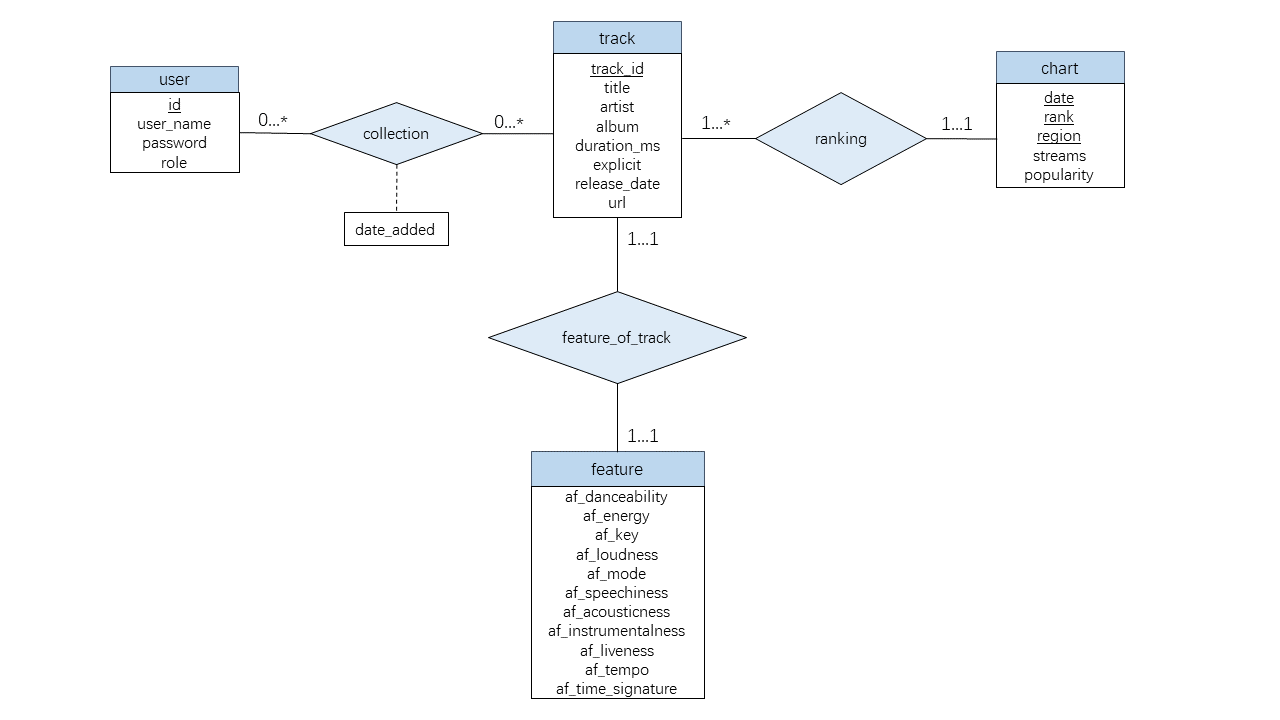 user
id
user_name
password
role
0...*
collection
0...*
date_added
track
track_id
title
artist
album
duration_ms
explicit
release_date
url
1...*
ranking
1...1
chart
date
rank
region
streams
popularity
1...1
feature_of_track
1...1
feature
af_danceability
af_energy
af_key
af_loudness
af_mode
af_speechiness
af_acousticness
af_instrumentalness
af_liveness
af_tempo
af_time_signature